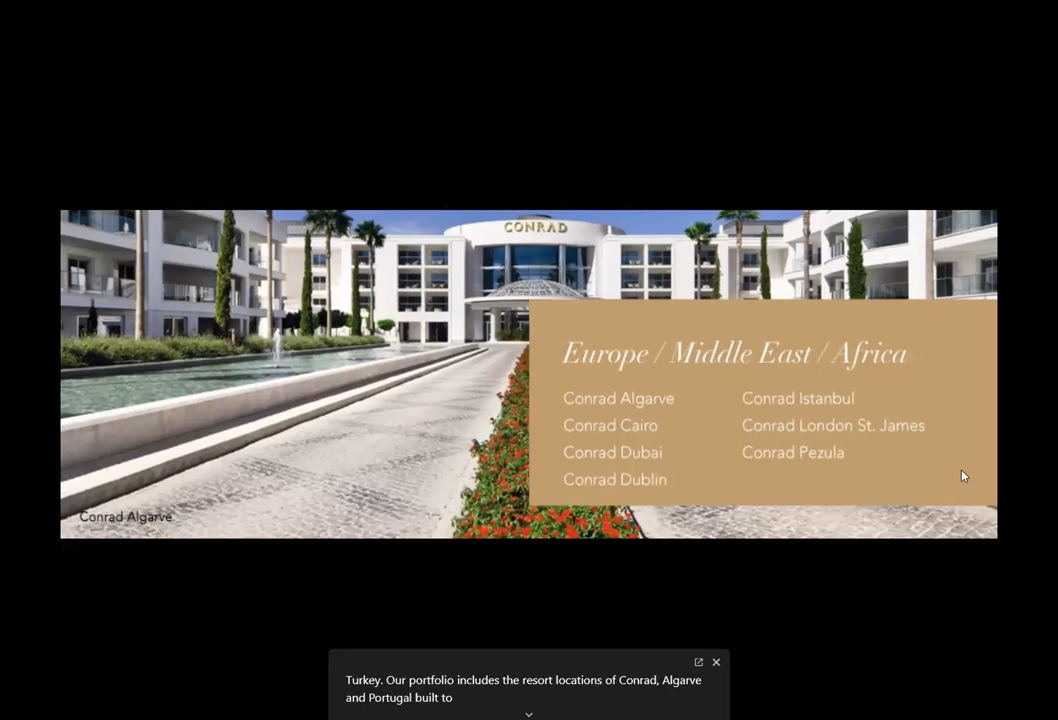 CONRAD
Europe / Middle East / Africa
Conrad Algarve
Conrad Cairo
Conrad Dubai
Conrad Dublin
Conrad Istanbul
Conrad London St. James
Conrad Pezula
Conrad Algarve
Turkey. Our portfolio includes the resort locations of Conrad, Algarve
and Portugal built to